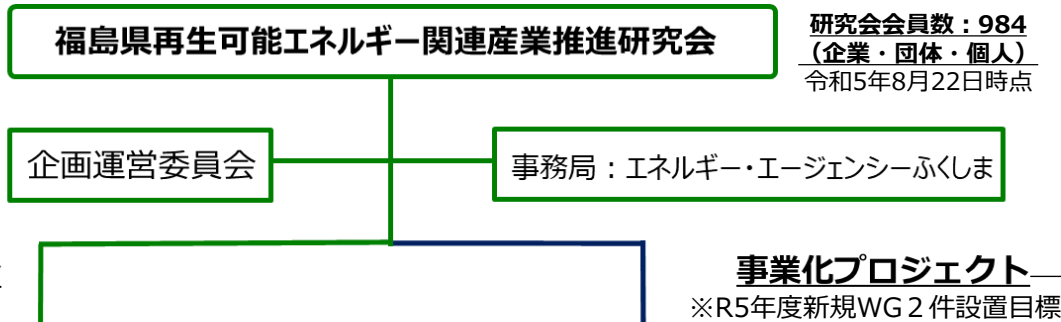 福島県再生可能エネルギー関連産業推進研究会
研究会会員数：984
（企業・団体・個人）
令和5年8月22日時点
企画運営委員会
事務局：エネルギー・エージェンシーふくしま
事業化プロジェクト
※R5年度新規WG２件設置目標